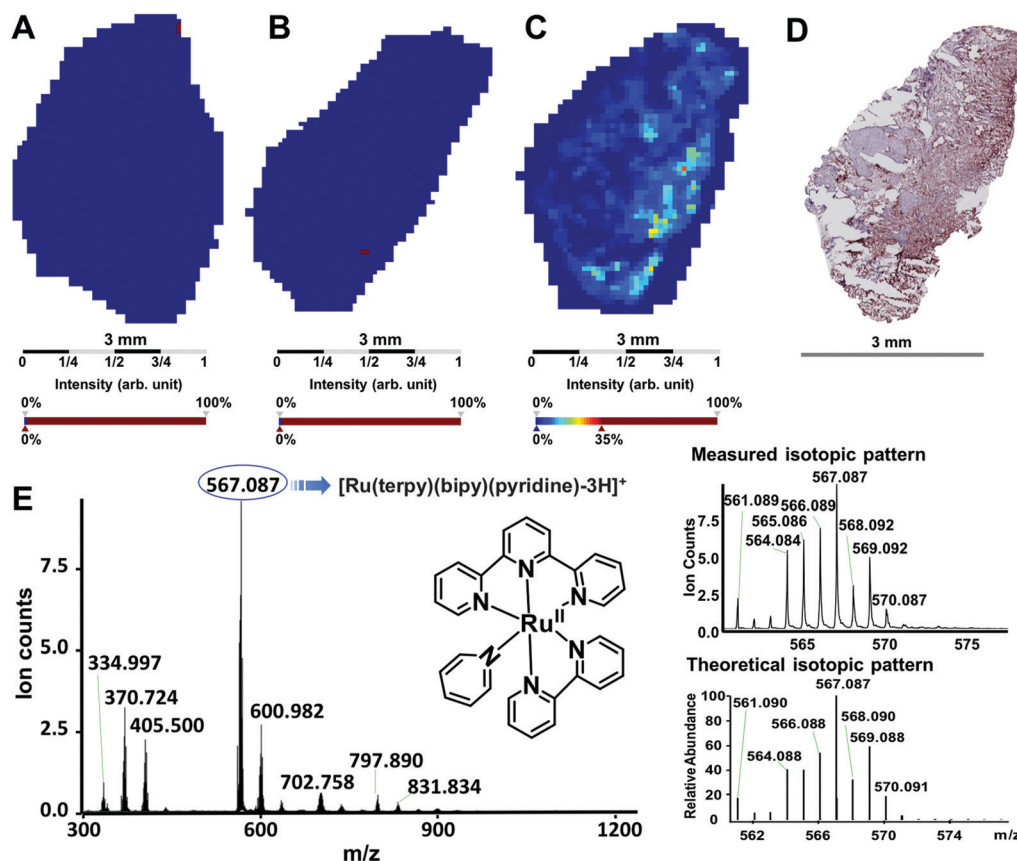 A
B
C
D
3 mm
0 1/4 1/2 3/4 1
Intensity (arb. unit)
0% 100%
0%
3 mm
0 1/4 1/2 3/4 1
Intensity (arb. unit)
0% 100%
0%
3 mm
0 1/4 1/2 3/4 1
Intensity (arb. unit)
0% 100%
0% 35%
3 mm
E
567.087 [Ru(terpy)(bipy)(pyridine)-3H]+
Ion counts
7.5
5.0
2.5
0.0
334.997
370.724
405.500
600.982
702.758
797.890
831.834
300 600 900 1200
m/z
N
N N
RuII
N
N
N
Measured isotopic pattern
Ion Counts
7.5
5.0
2.5
0.0
567.087
561.089
566.089
565.086
564.084
568.092
569.092
570.087
565 570 575
Theoretical isotopic pattern
Relative Abundance
100
80
60
40
20
0
567.087
561.090
566.088
568.090
564.088
569.088
570.091
562 566 570 574 m/z